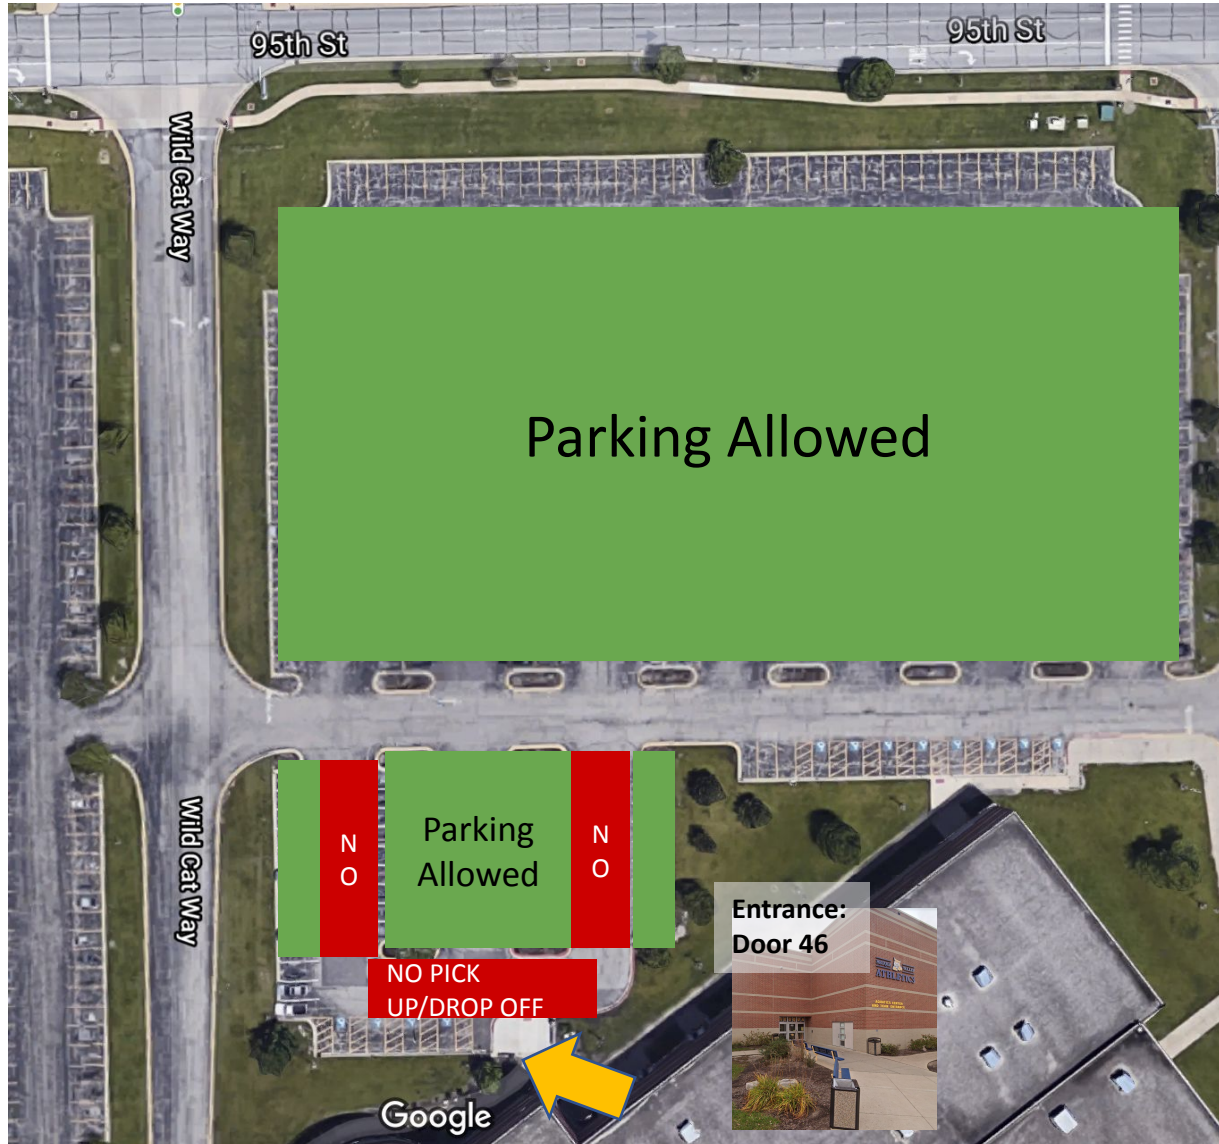 95th St
95th St
Wild Cat Way
Parking Allowed
N
O
Parking
Allowed
N
O
Wild Cat Way
Entrance:
Door 46
ATHLETICS
NO PICK
UP/DROP OFF
Google